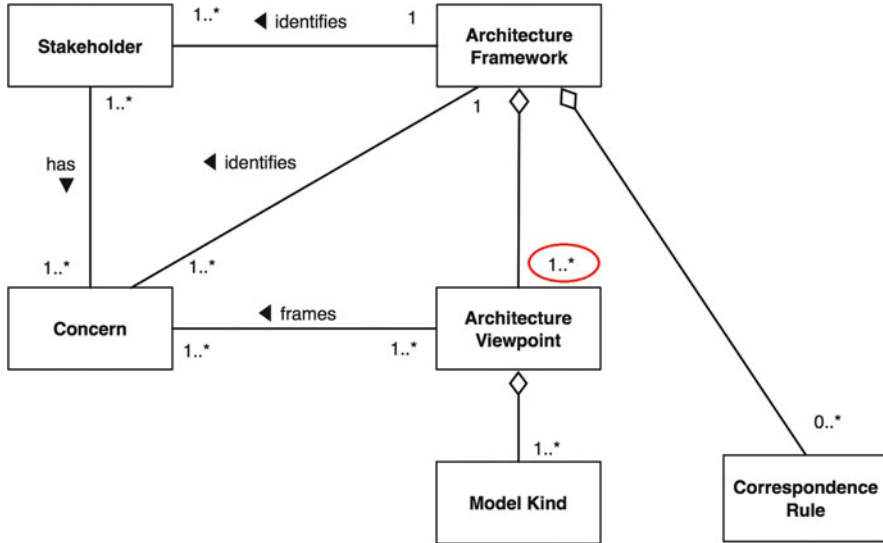 1..*
◀ identifies
1
Stakeholder
Architecture
Framework
1..*
1
has
▼
◀ identifies
1..*
1..*
1..*
◀ frames
Concern
Architecture
Viewpoint
1..*
1..*
1..*
0..*
Model Kind
Correspondence
Rule